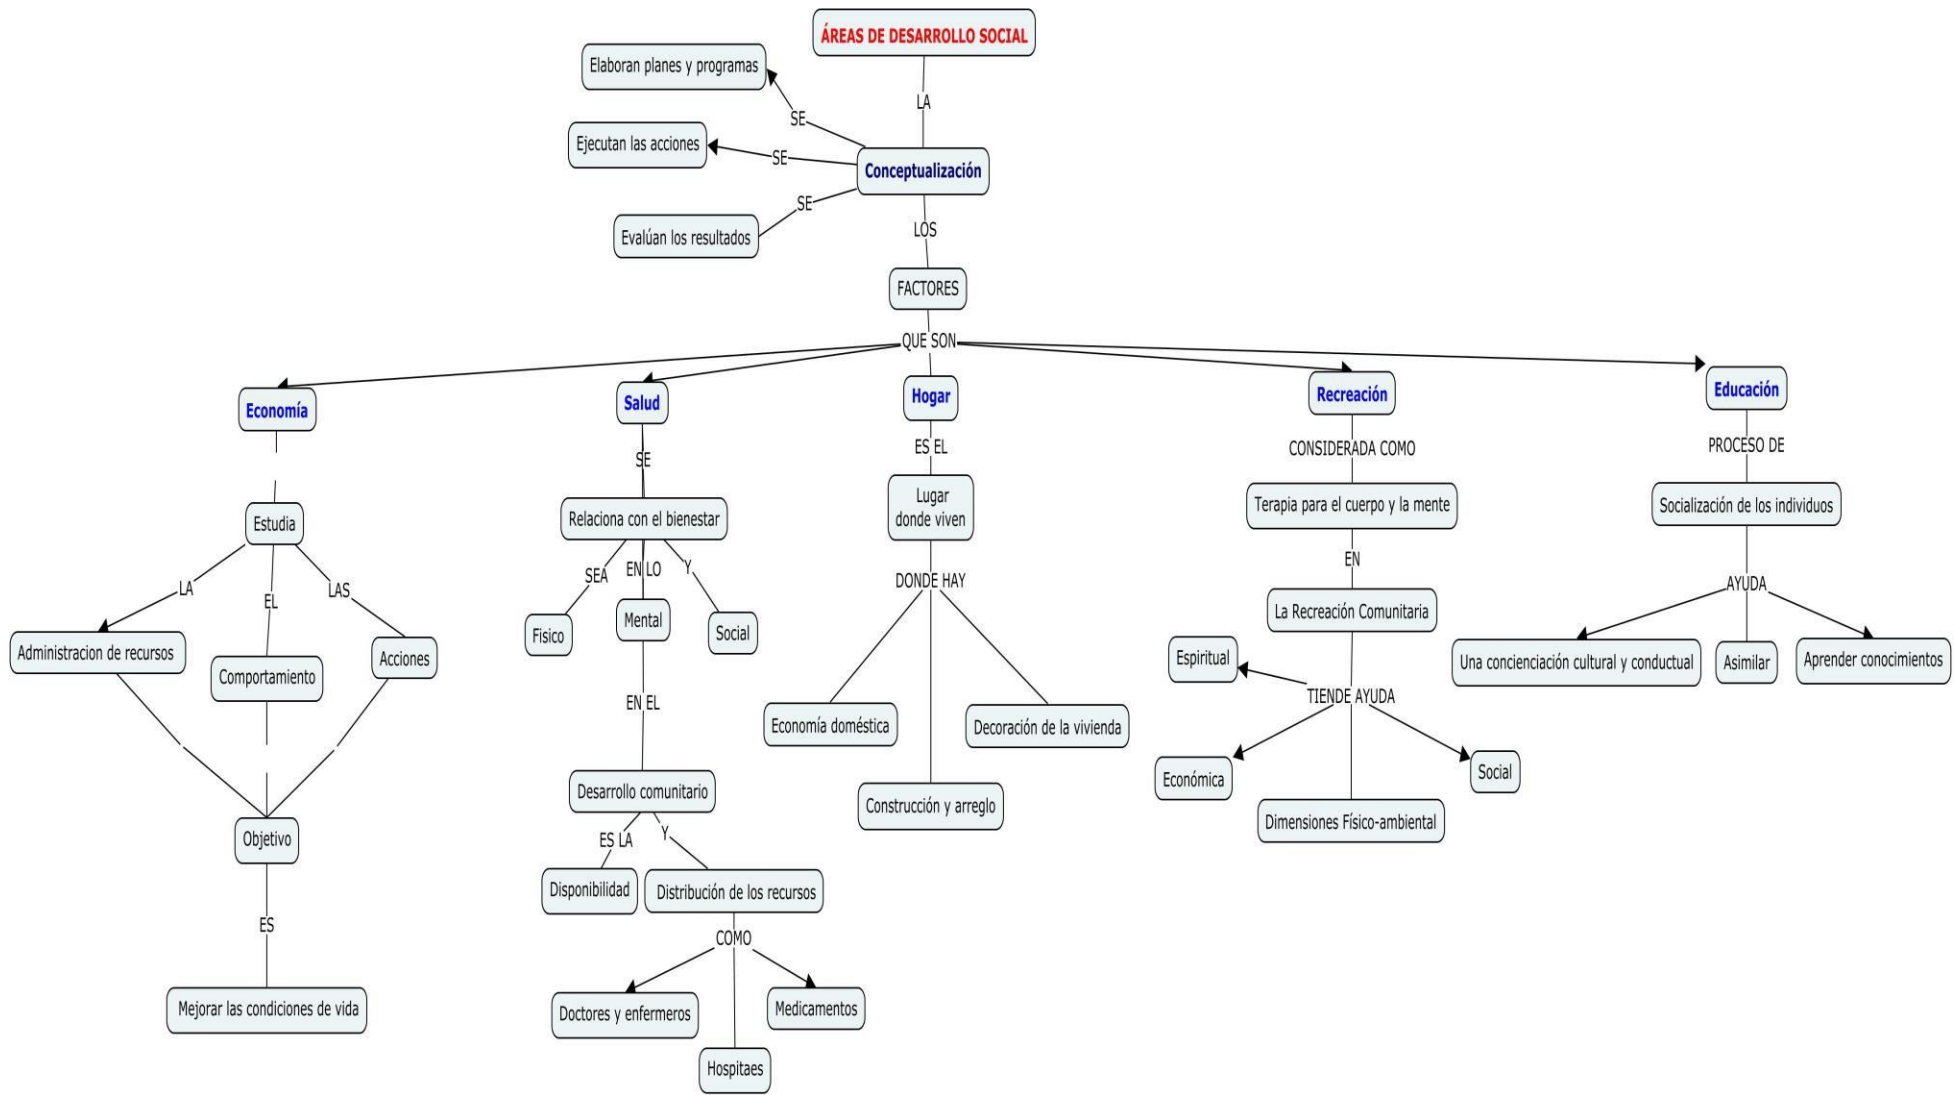 ÁREAS DE DESARROLLO SOCIAL
Elaboran planes y programas
LA
SE
Ejecutan las acciones
SE
Conceptualización
SE
Evalúan los resultados
LOS
FACTORES
QUE SON
Economía
Salud
Hogar
Recreación
Educación
SE
ES EL
CONSIDERADA COMO
PROCESO DE
Estudia
Relaciona con el bienestar
Lugar
donde viven
Terapia para el cuerpo y la mente
Socialización de los individuos
LA
EL
LAS
SEA
EN LO
Y
DONDE HAY
EN
AYUDA
Administracion de recursos
Comportamiento
Acciones
Físico
Mental
Social
La Recreación Comunitaria
Una concienciación cultural y conductual
Asimilar
Aprender conocimientos
Espiritual
TIENDE AYUDA
EN EL
Economía doméstica
Decoración de la vivienda
Construcción y arreglo
Económica
Social
Dimensiones Físico-ambiental
Desarrollo comunitario
Objetivo
ES LA
Y
Disponibilidad
Distribución de los recursos
ES
COMO
Mejorar las condiciones de vida
Doctores y enfermeros
Medicamentos
Hospitaes